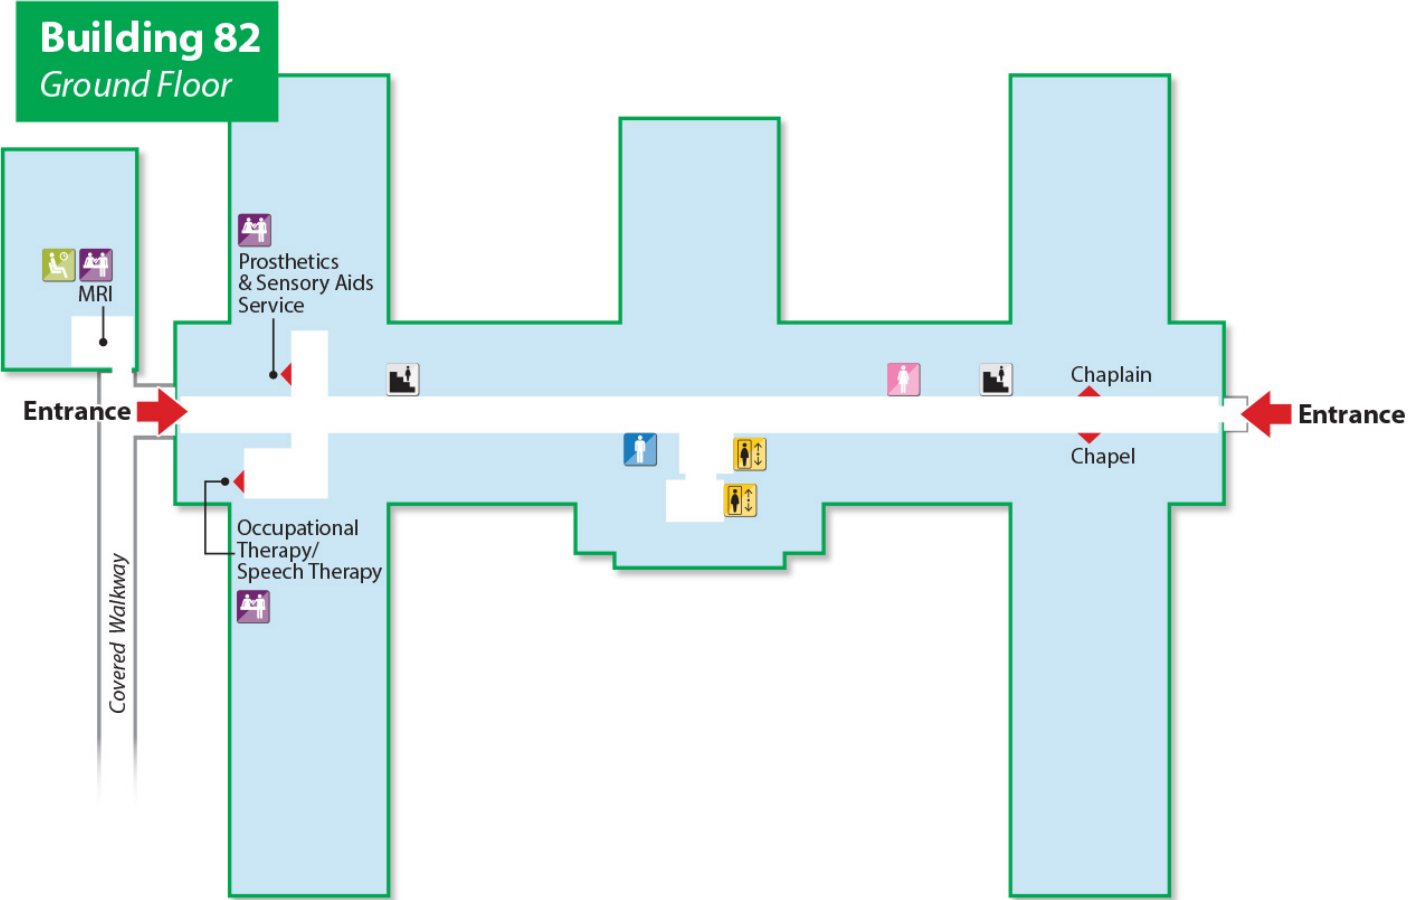 Building 82
Ground Floor
Prosthetics
& Sensory Aids
Service
MRI
Entrance
Chaplain
Entrance
Chapel
Occupational
Therapy/
Speech Therapy
Covered Walkway